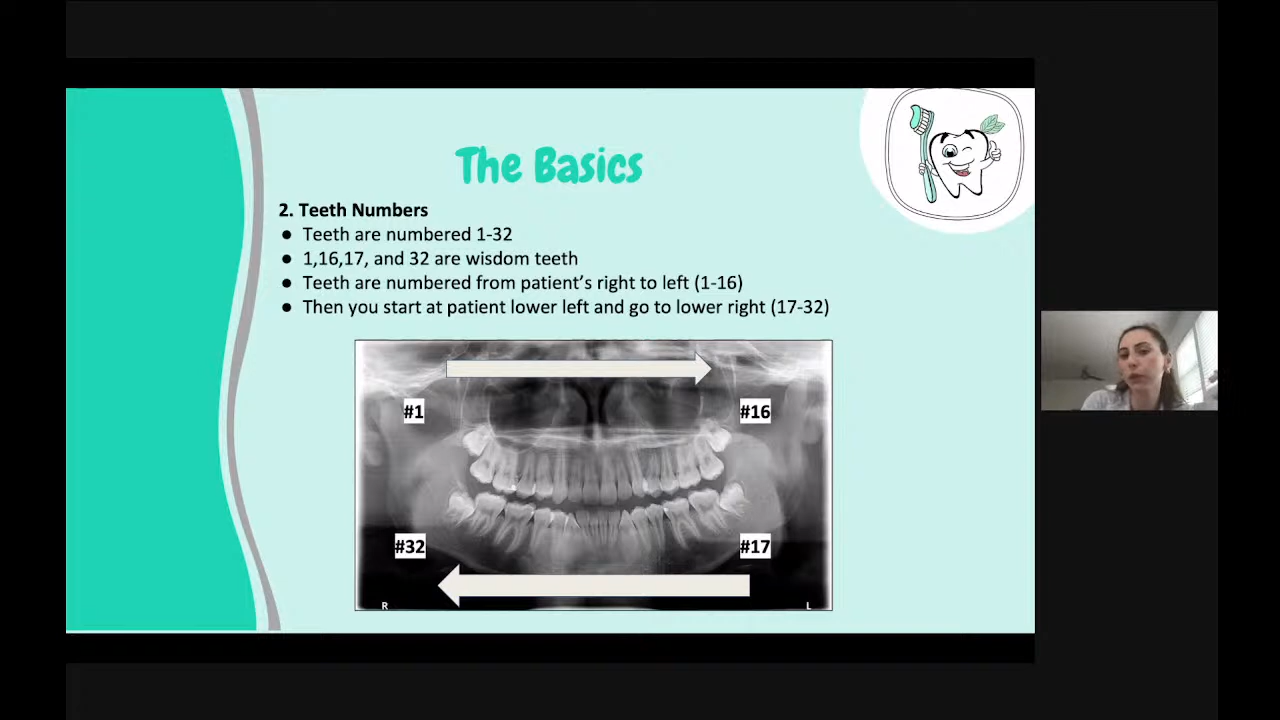 The Basics
2. Teeth Numbers
● Teeth are numbered 1-32
● 1,16,17, and 32 are wisdom teeth
● Teeth are numbered from patient’s right to left (1-16)
● Then you start at patient lower left and go to lower right (17-32)
#1
#16
#32
#17
R
L